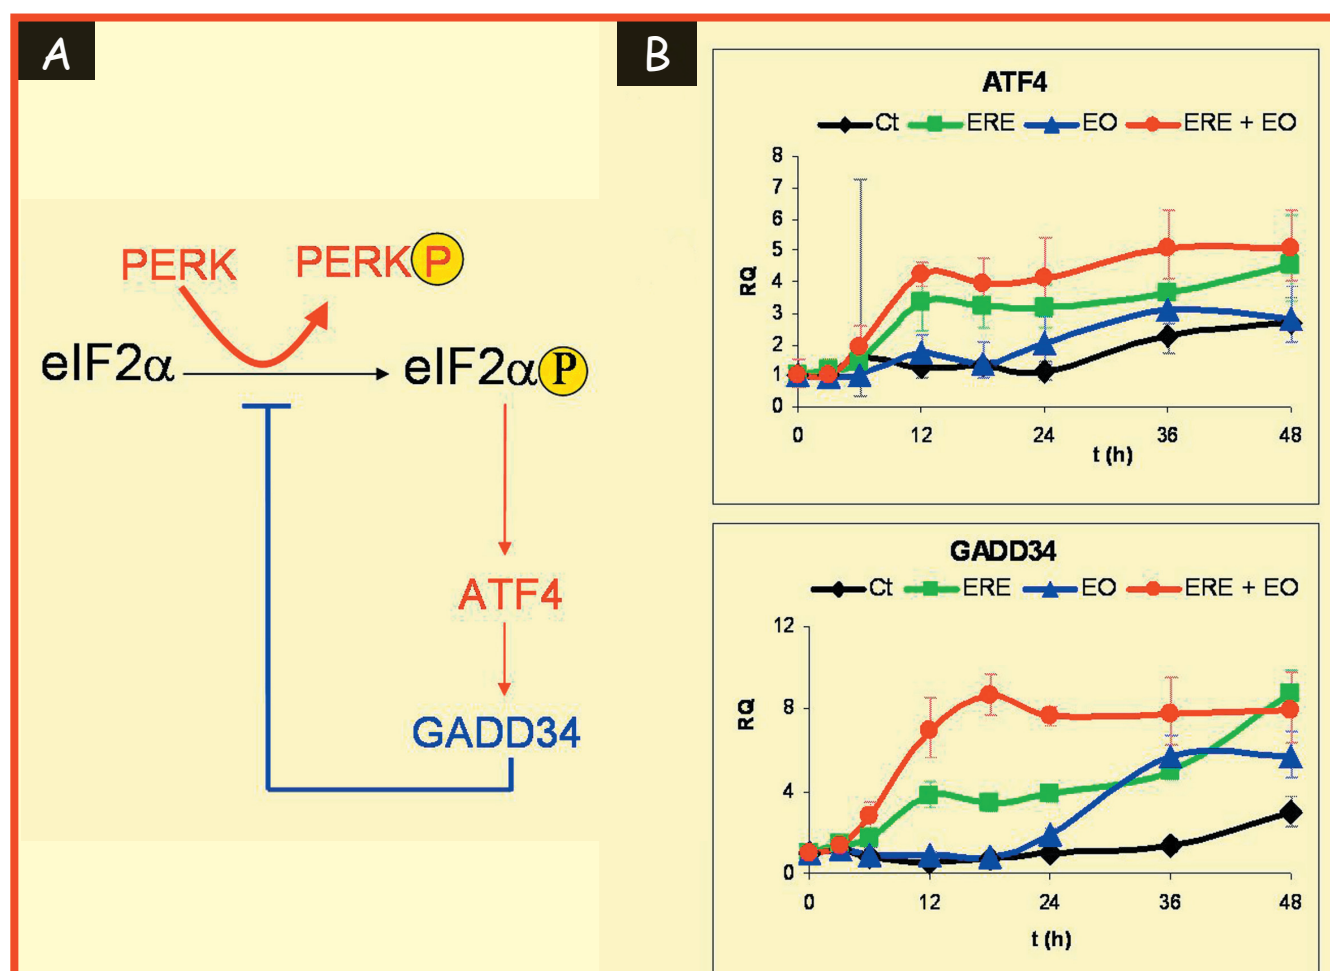 A
PERK
PERK P
eIF2α
eIF2α P
ATF4
GADD34
B
ATF4
Ct ERE EO ERE + EO
8
7
6
5
4
3
2
1
0
RQ
0 12 24 36 48
t (h)
GADD34
Ct ERE EO ERE + EO
12
8
4
0
RQ
0 12 24 36 48
t (h)